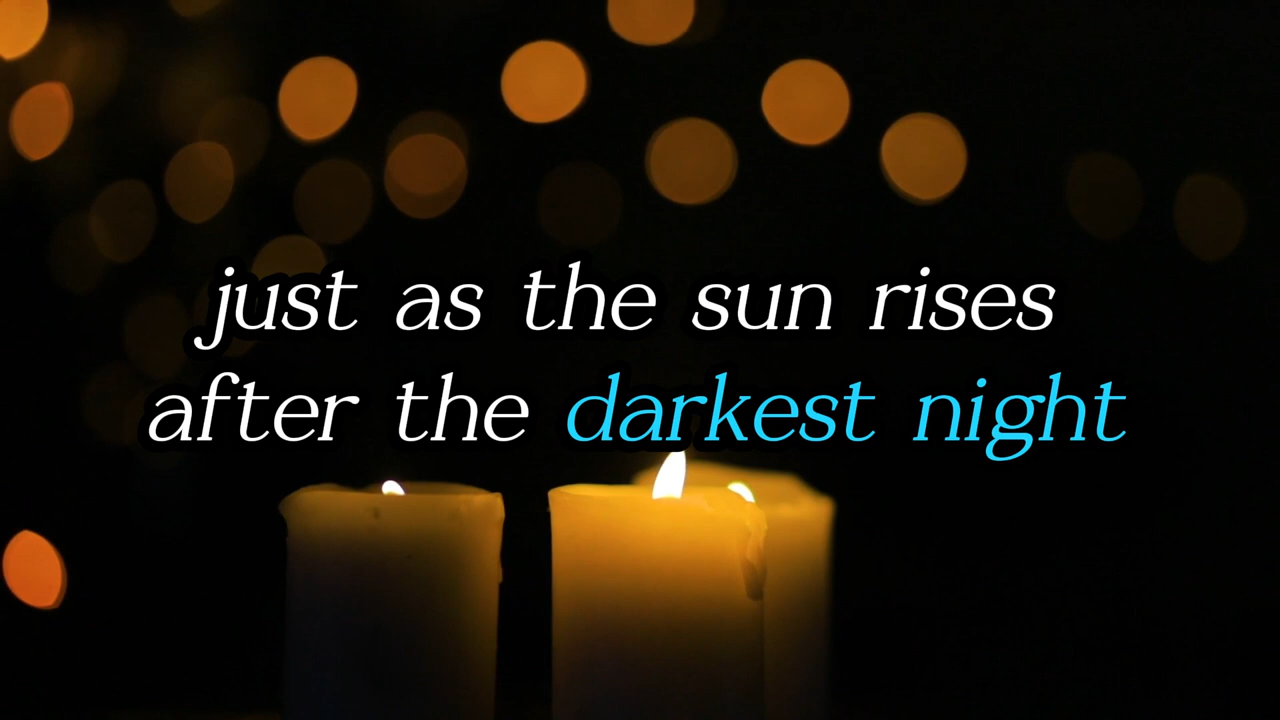 just as the sun rises
after the darkest night